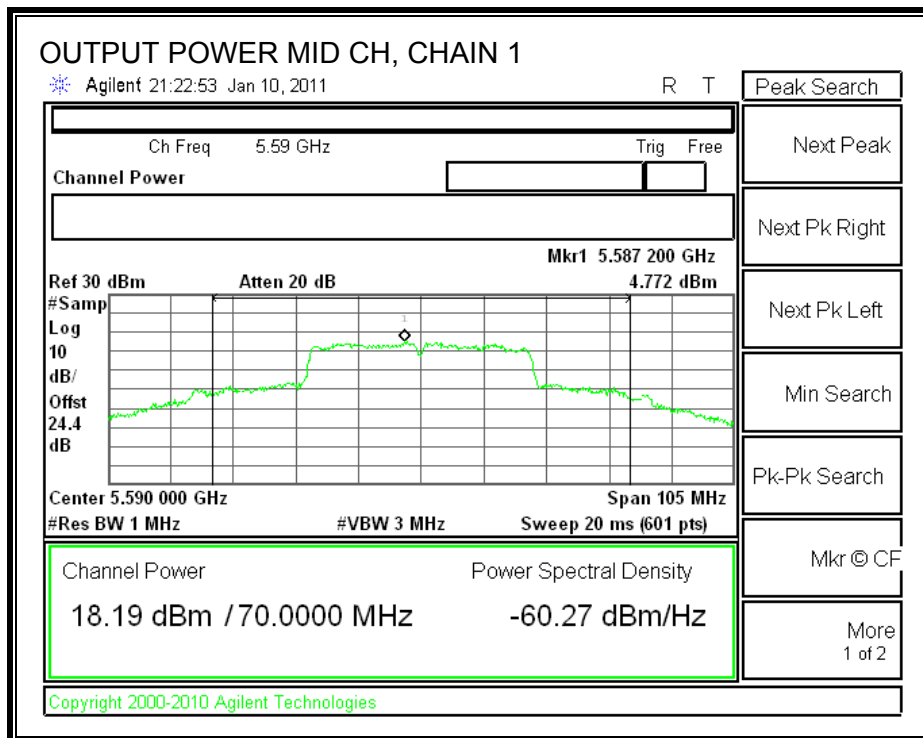 OUTPUT POWER MID CH, CHAIN 1
Agilent 21:22:53 Jan 10, 2011 R T
Peak Search
Ch Freq 5.59 GHz Trig Free
Channel Power
Next Peak
Next Pk Right
Mkr1 5.587 200 GHz
Ref 30 dBm Atten 20 dB 4.772 dBm
#Samp
Log
10
dB/
Offst
24.4
dB
1
Next Pk Left
Min Search
Pk-Pk Search
Center 5.590 000 GHz Span 105 MHz
#Res BW 1 MHz #VBW 3 MHz Sweep 20 ms (601 pts)
Channel Power Power Spectral Density
18.19 dBm / 70.0000 MHz -60.27 dBm/Hz
Mkr © CF
More
1 of 2
Copyright 2000-2010 Agilent Technologies